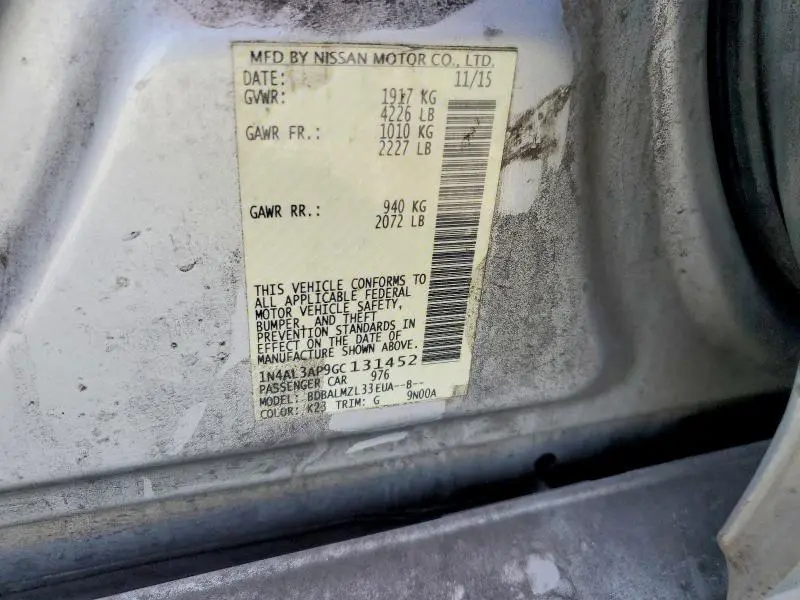 MFD BY NISSAN MOTOR CO., LTD.
DATE: 11/15
GVWR: 1917 KG
4226 LB
GAWR FR.: 1010 KG
2227 LB
GAWR RR.: 940 KG
2072 LB
THIS VEHICLE CONFORMS TO
ALL APPLICABLE FEDERAL
MOTOR VEHICLE SAFETY,
BUMPER, AND THEFT
PREVENTION STANDARDS IN
EFFECT ON THE DATE OF
MANUFACTURE SHOWN ABOVE.
1N4AL3AP9GC131452
PASSENGER CAR 976
MODEL: BDBALMZL33EUA--B--
COLOR: K23 TRIM: G 9N00A